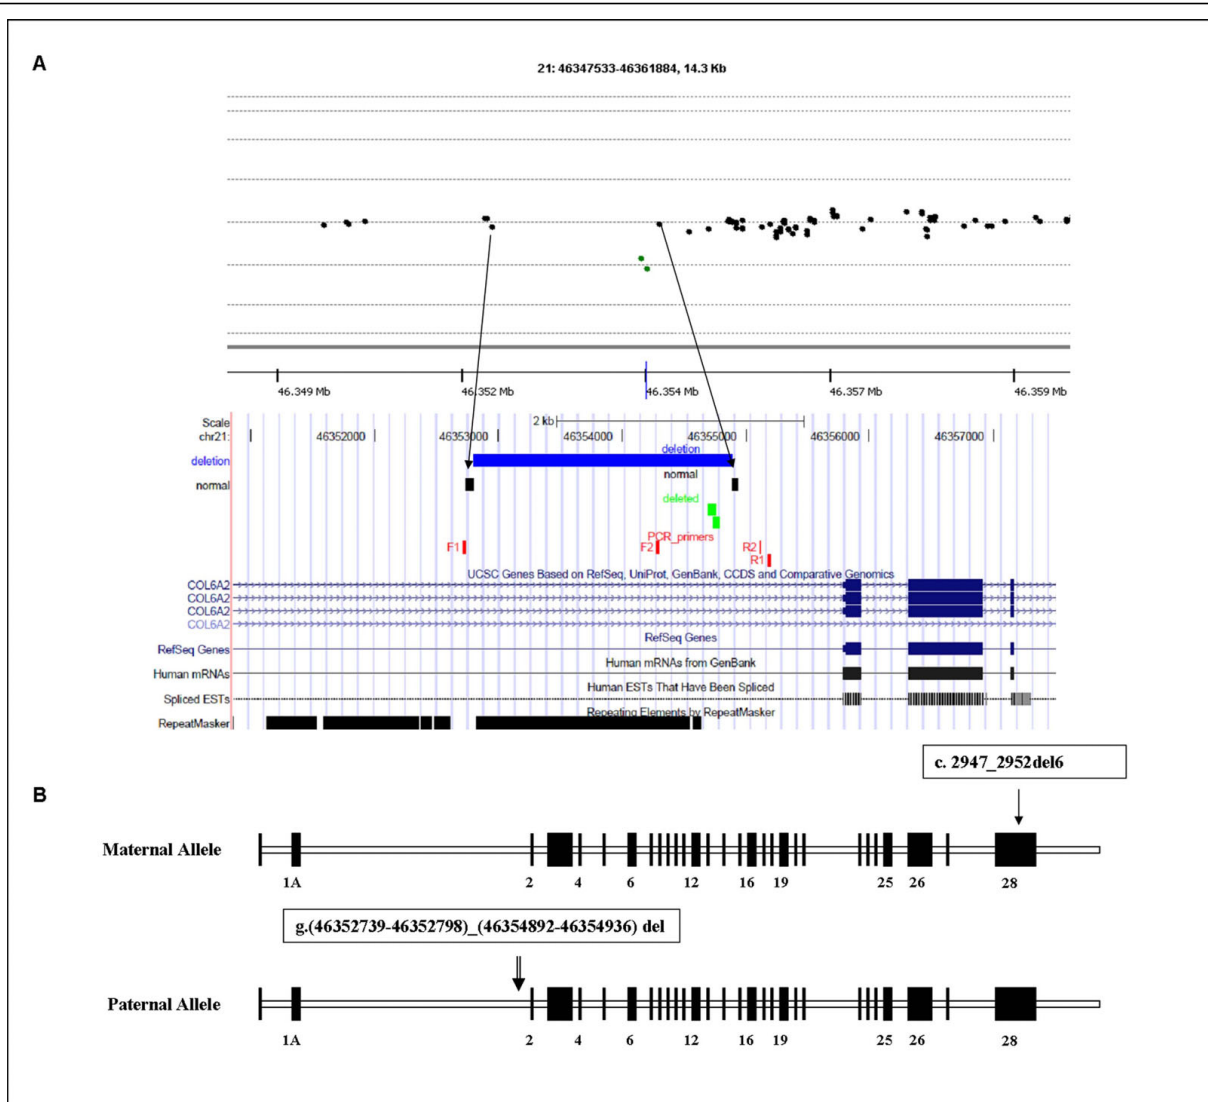 A
21: 46347533-46361884, 14.3 Kb
46.349 Mb 46.352 Mb 46.354 Mb 46.357 Mb 46.359 Mb
Scale 2 kb
chr21: 46352000 46353000 46354000 46355000 46356000 46357000
deletion
deletion
normal
normal
deleted
PCR_primers
F1 F2 R2
R1
UCSC Genes Based on RefSeq, UniProt, GenBank, CCDS and Comparative Genomics
COL6A2
COL6A2
COL6A2
COL6A2
RefSeq Genes
RefSeq Genes
Human mRNAs from GenBank
Human mRNAs
Human ESTs That Have Been Spliced
Spliced ESTs
Repeating Elements by RepeatMasker
RepeatMasker
c. 2947_2952del6
B
Maternal Allele
1A 2 4 6 12 16 19 25 26 28
g.(46352739-46352798)_(46354892-46354936) del
Paternal Allele
1A 2 4 6 12 16 19 25 26 28